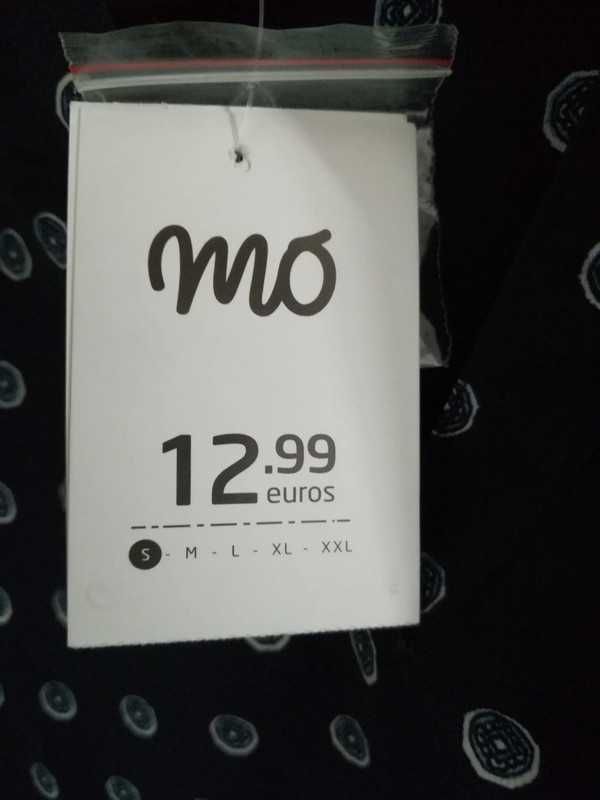 mo
12.99
euros
S - M - L - XL - XXL